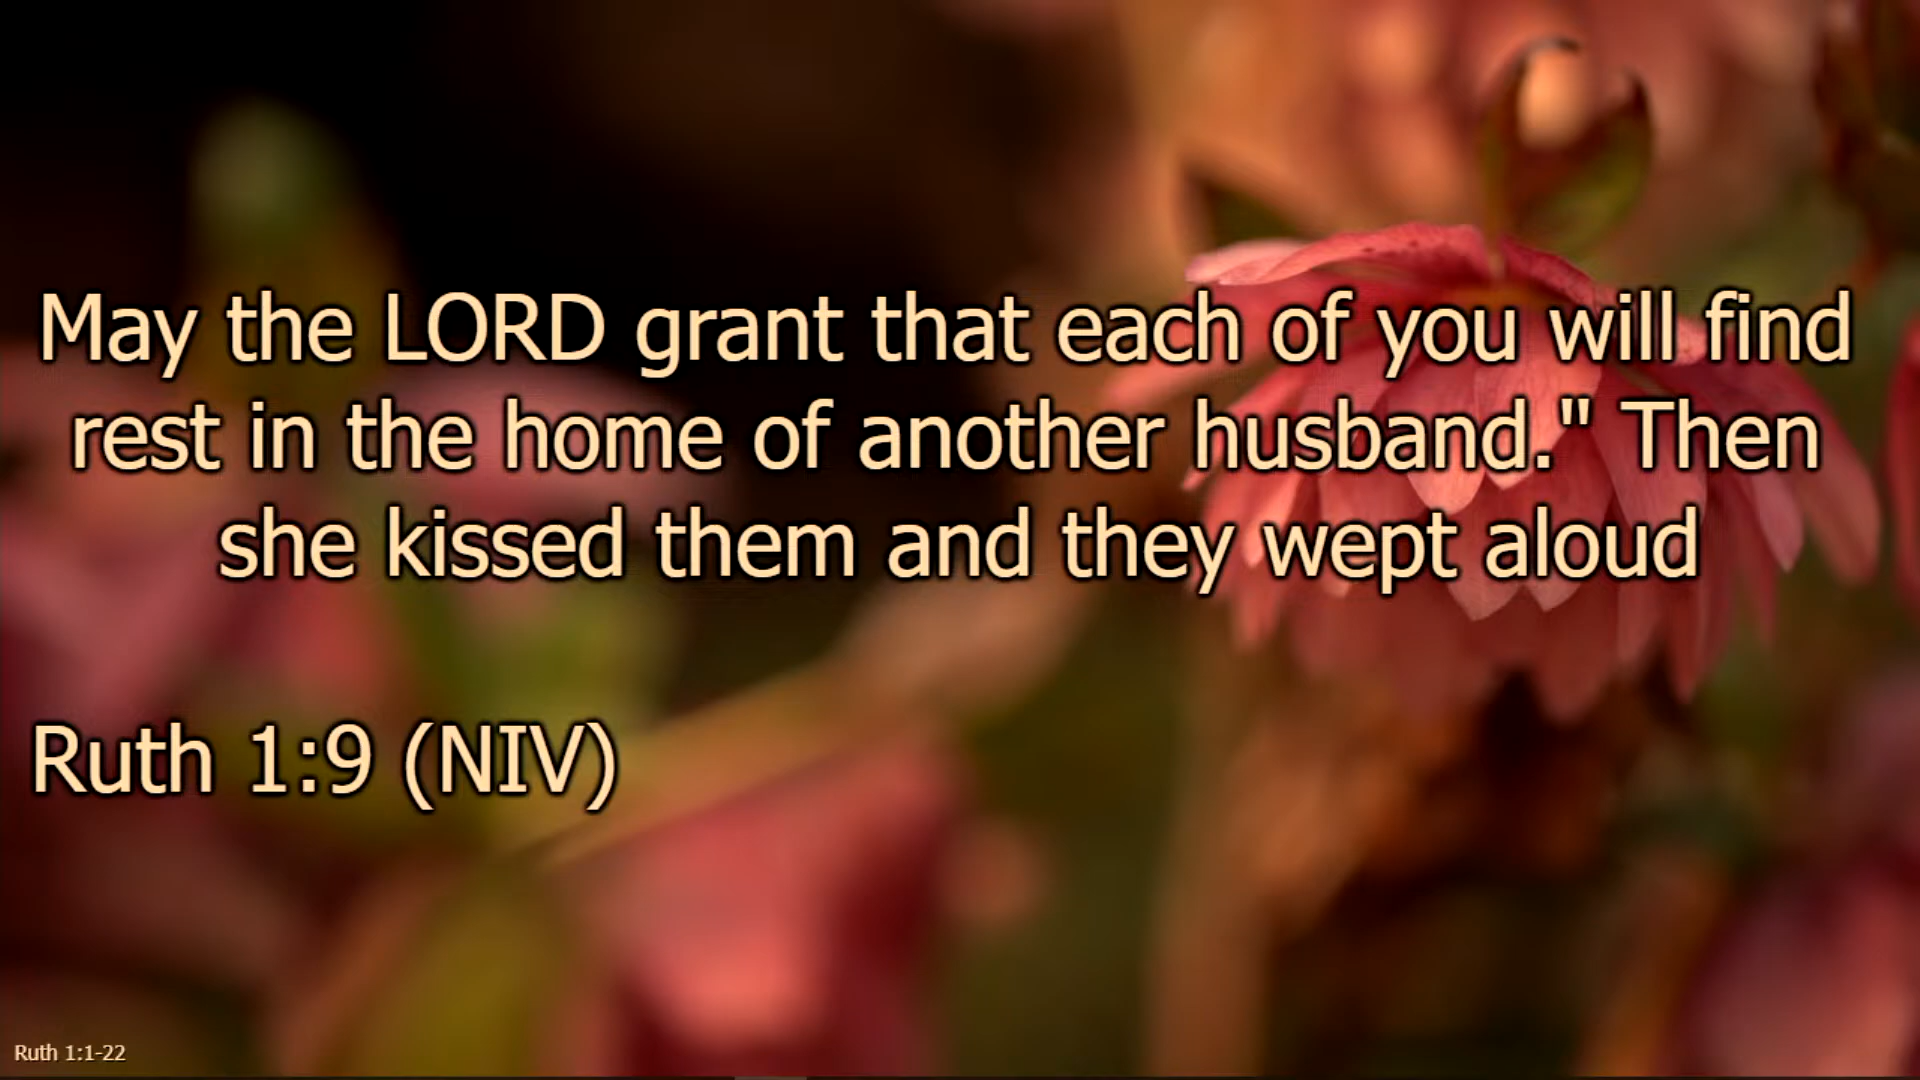 May the LORD grant that each of you will find
rest in the home of another husband." Then
she kissed them and they wept aloud
Ruth 1:9 (NIV)
Ruth 1:1-22